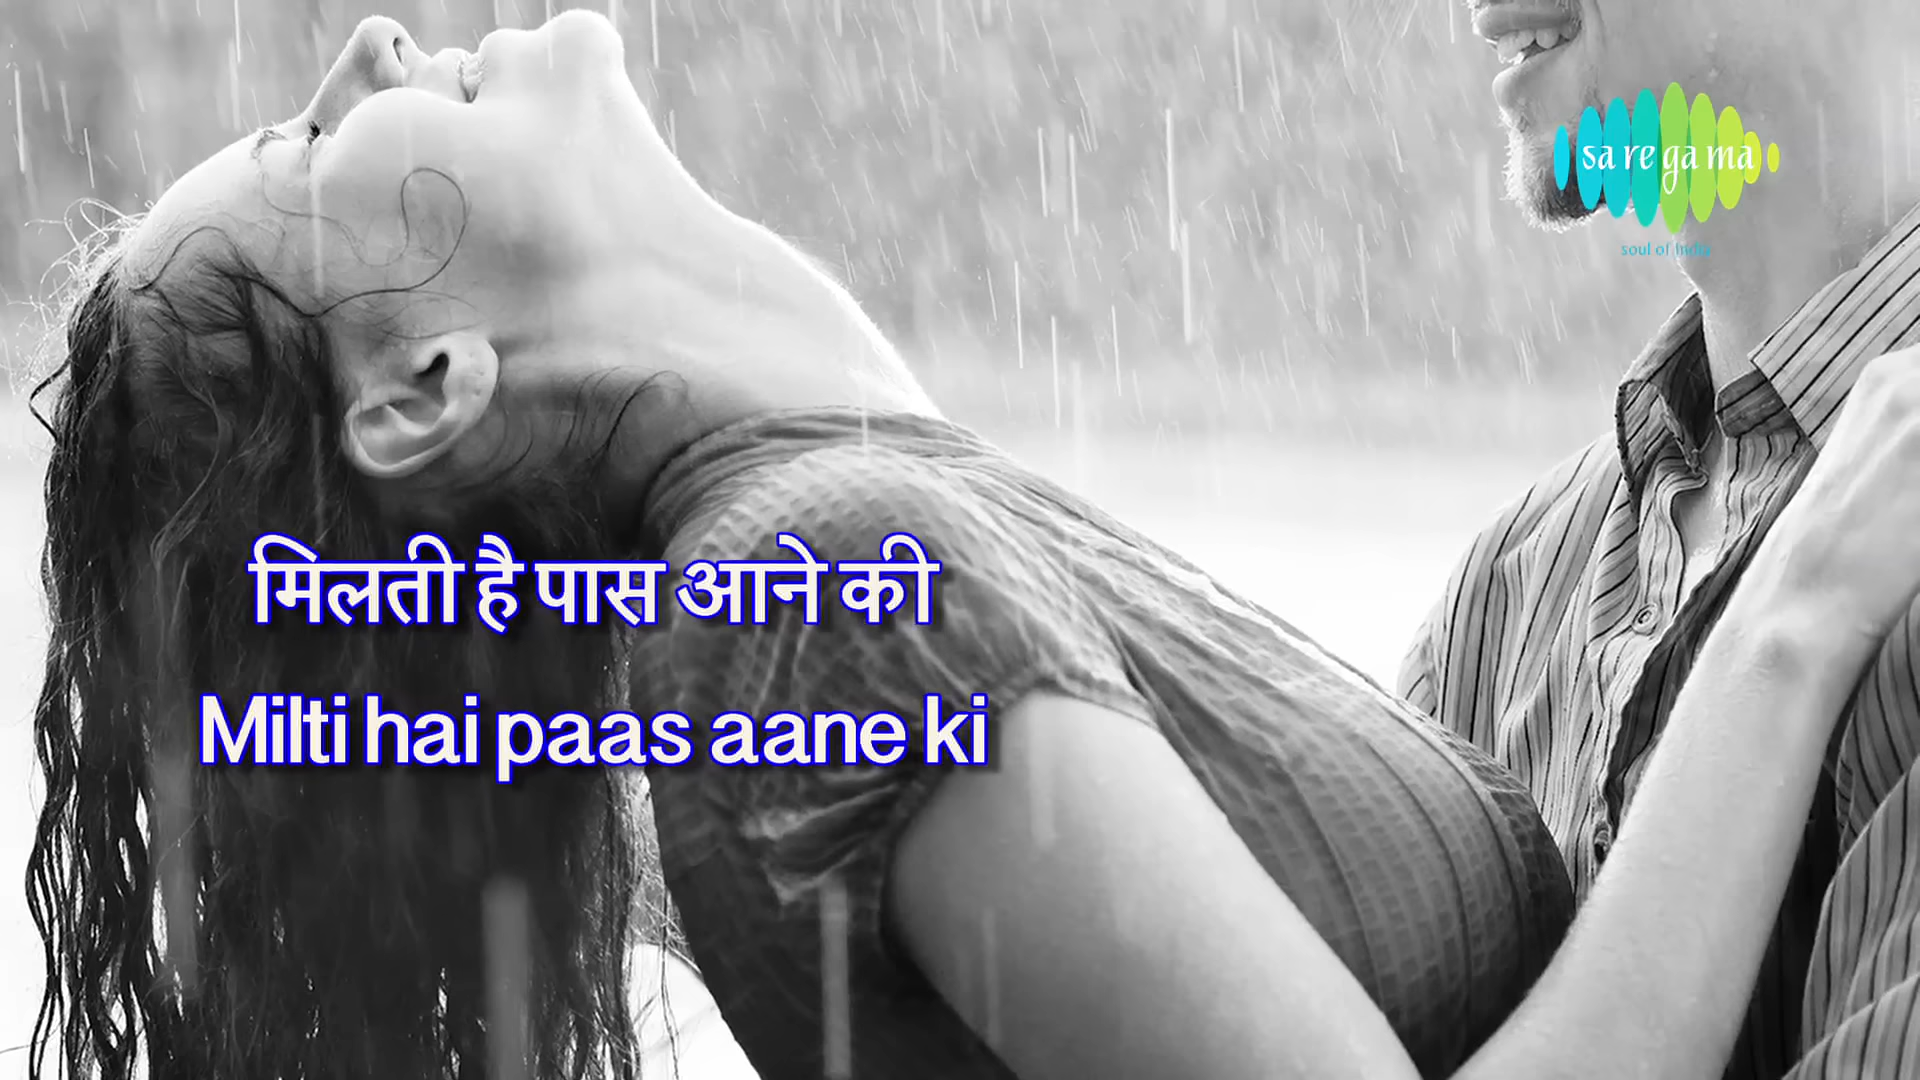 sa re ga ma
soul of India
मिलती है पास आने की
Milti hai paas aane ki